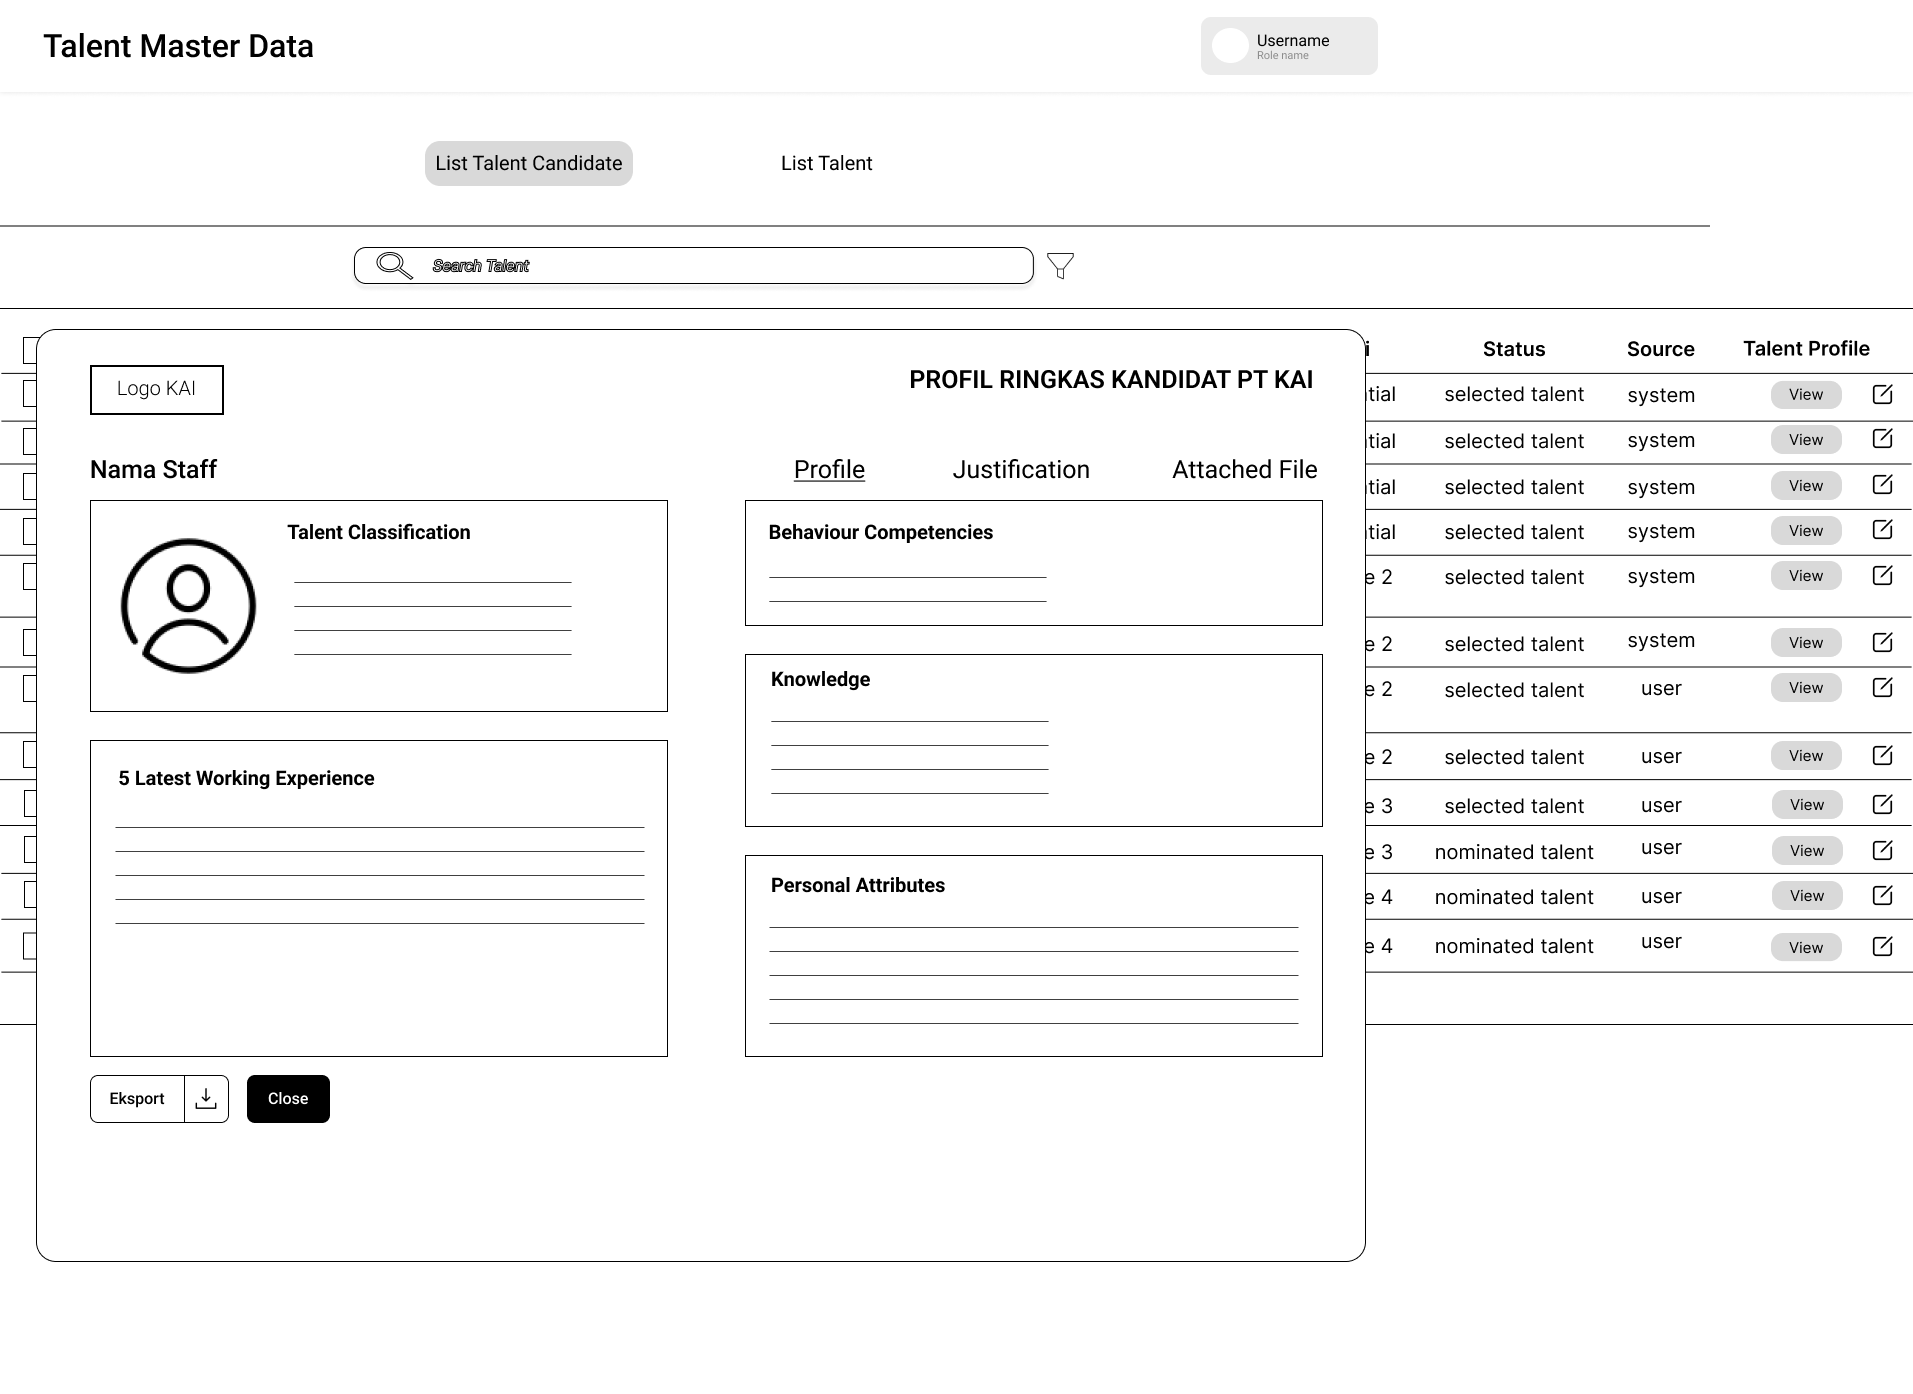 Talent Master Data
Username
Role name
List Talent Candidate
List Talent
Search Talent
Status
Source
Talent Profile
selected talent
system
View
selected talent
system
View
selected talent
system
View
selected talent
system
View
e 2
selected talent
system
View
e 2
selected talent
system
View
e 2
selected talent
user
View
e 2
selected talent
user
View
e 3
selected talent
user
View
e 3
nominated talent
user
View
e 4
nominated talent
user
View
e 4
nominated talent
user
View
Logo KAI
PROFIL RINGKAS KANDIDAT PT KAI
Nama Staff
Profile
Justification
Attached File
Talent Classification
5 Latest Working Experience
Behaviour Competencies
Knowledge
Personal Attributes
Eksport
Close